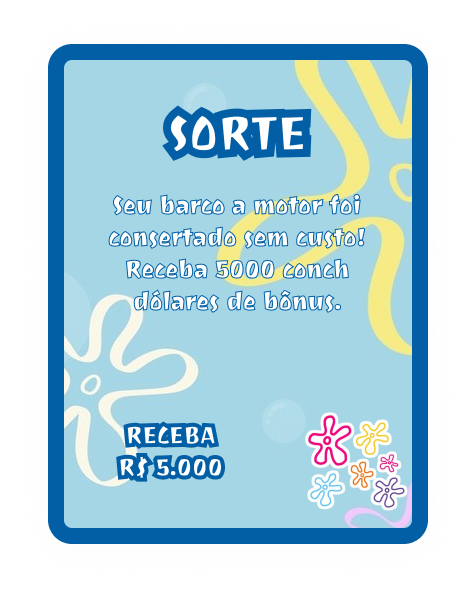 SORTE
Seu barco a motor foi
consertado sem custo!
Receba 5000 conch
dólares de bônus.
RECEBA
R$ 5.000